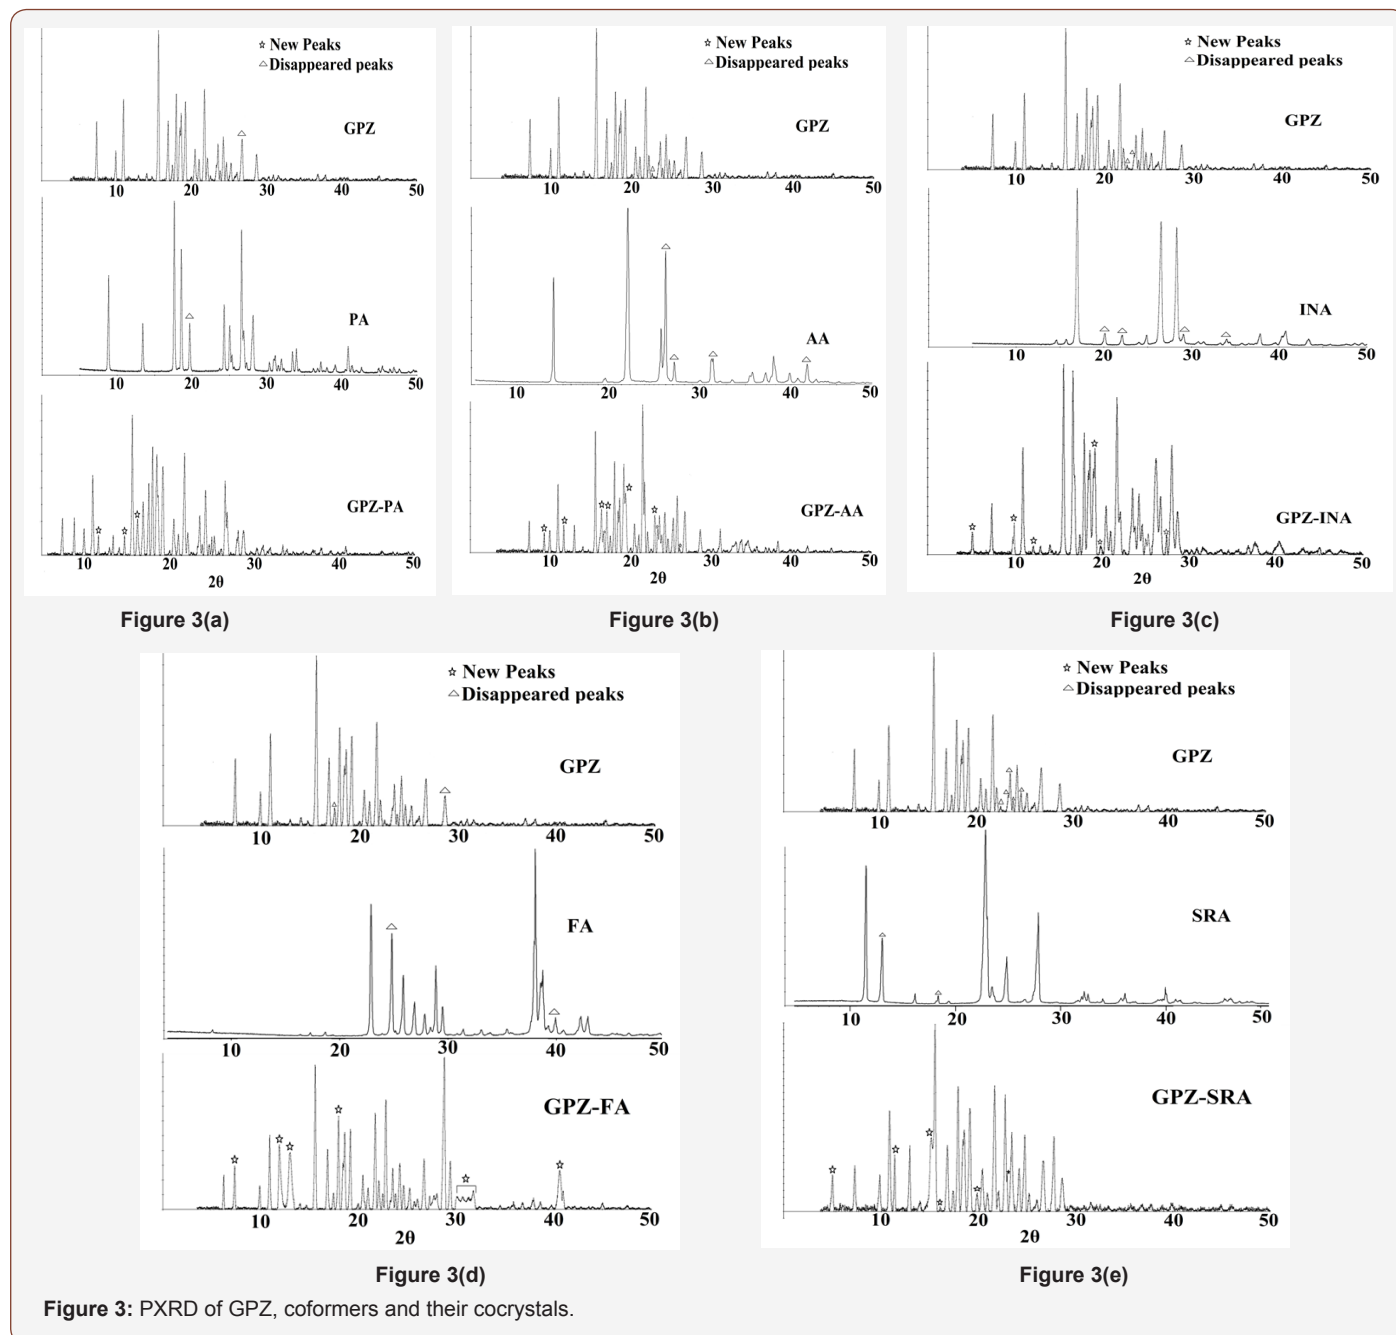 ☆ New Peaks
△ Disappeared peaks
GPZ
10 20 30 40 50
PA
10 20 30 40 50
GPZ-PA
10 20 30 40 50
2θ
Figure 3(a)
☆ New Peaks
△ Disappeared peaks
GPZ
10 20 30 40 50
AA
10 20 30 40 50
GPZ-AA
10 20 30 40 50
2θ
Figure 3(b)
☆ New Peaks
△ Disappeared peaks
GPZ
10 20 30 40 50
INA
10 20 30 40 50
GPZ-INA
10 20 30 40 50
2θ
Figure 3(c)
☆ New Peaks
△ Disappeared peaks
GPZ
10 20 30 40 50
FA
10 20 30 40 50
GPZ-FA
10 20 30 40 50
2θ
Figure 3(d)
☆ New Peaks
△ Disappeared peaks
GPZ
10 20 30 40 50
SRA
10 20 30 40 50
GPZ-SRA
10 20 30 40 50
2θ
Figure 3(e)
Figure 3: PXRD of GPZ, coformers and their cocrystals.